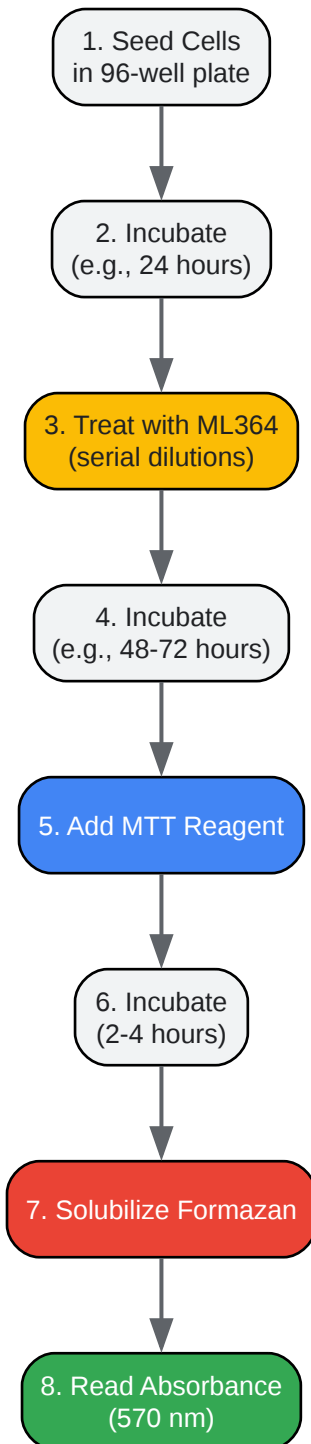 1. Seed Cells
in 96-well plate
2. Incubate
(e.g., 24 hours)
3. Treat with ML364
(serial dilutions)
4. Incubate
(e.g., 48-72 hours)
5. Add MTT Reagent
6. Incubate
(2-4 hours)
7. Solubilize Formazan
8. Read Absorbance
(570 nm)